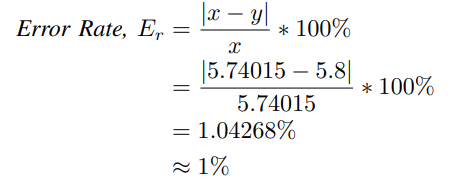 Error Rate, E_r = |x − y| / x * 100%
= |5.74015 − 5.8| / 5.74015 * 100%
= 1.04268%
≈ 1%